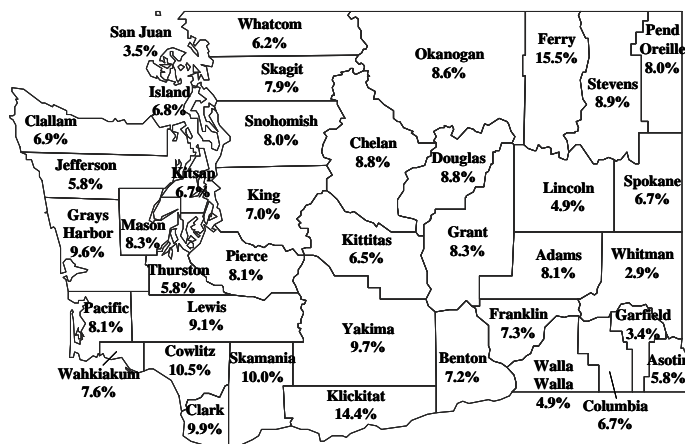 Whatcom
6.2%
San Juan
3.5%
Skagit
7.9%
Island
6.8%
Okanogan
8.6%
Ferry
15.5%
Stevens
8.9%
Pend
Oreille
8.0%
Clallam
6.9%
Snohomish
8.0%
Chelan
8.8%
Douglas
8.8%
Jefferson
5.8%
Kitsap
6.7%
King
7.0%
Lincoln
4.9%
Spokane
6.7%
Grays
Harbor
9.6%
Mason
8.3%
Kittitas
6.5%
Grant
8.3%
Adams
8.1%
Whitman
2.9%
Thurston
5.8%
Pierce
8.1%
Pacific
8.1%
Lewis
9.1%
Yakima
9.7%
Franklin
7.3%
Garfield
3.4%
Wahkiakum
7.6%
Cowlitz
10.5%
Skamania
10.0%
Benton
7.2%
Walla
Walla
4.9%
Columbia
6.7%
Asotin
5.8%
Clark
9.9%
Klickitat
14.4%